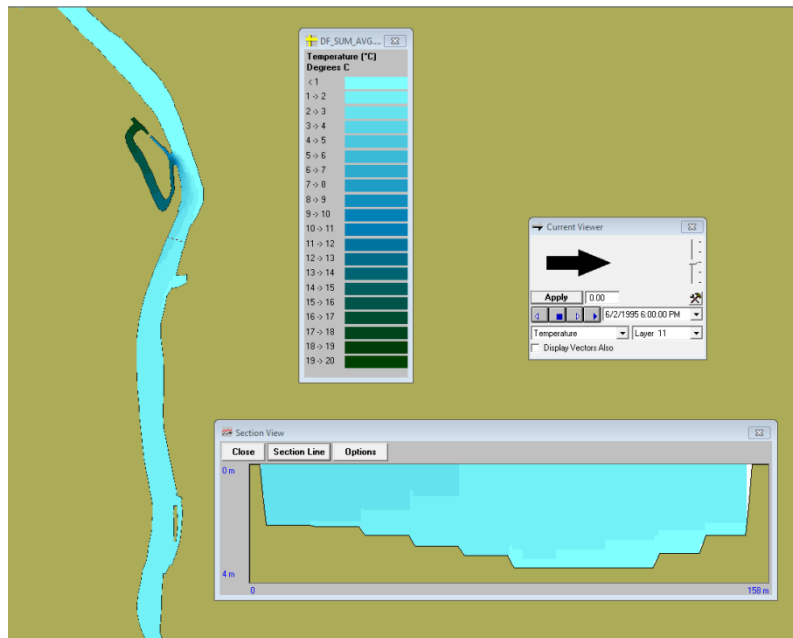 DF_SUM_AVG....
Temperature (°C)
Degrees C
< 1
1 -> 2
2 -> 3
3 -> 4
4 -> 5
5 -> 6
6 -> 7
7 -> 8
8 -> 9
9 -> 10
10 -> 11
11 -> 12
12 -> 13
13 -> 14
14 -> 15
15 -> 16
16 -> 17
17 -> 18
18 -> 19
19 -> 20
Current Viewer
Apply 0.00
6/2/1995 6:00:00 PM
Temperature Layer 11
Display Vectors Also
Section View
Close Section Line Options
0 m
4 m
0 158 m